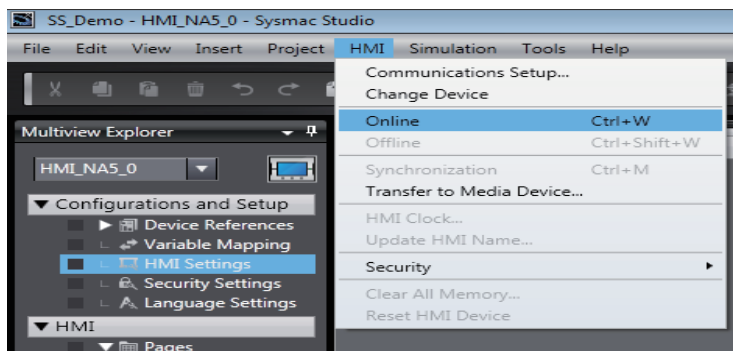 SS_Demo - HMI_NA5_0 - Sysmac Studio
File Edit View Insert Project HMI Simulation Tools Help
Communications Setup...
Change Device
Online Ctrl+W
Offline Ctrl+Shift+W
Synchronization Ctrl+M
Transfer to Media Device...
HMI Clock...
Update HMI Name...
Security
Clear All Memory...
Reset HMI Device
Multiview Explorer
HMI_NA5_0
Configurations and Setup
Device References
Variable Mapping
HMI Settings
Security Settings
Language Settings
HMI
Pages